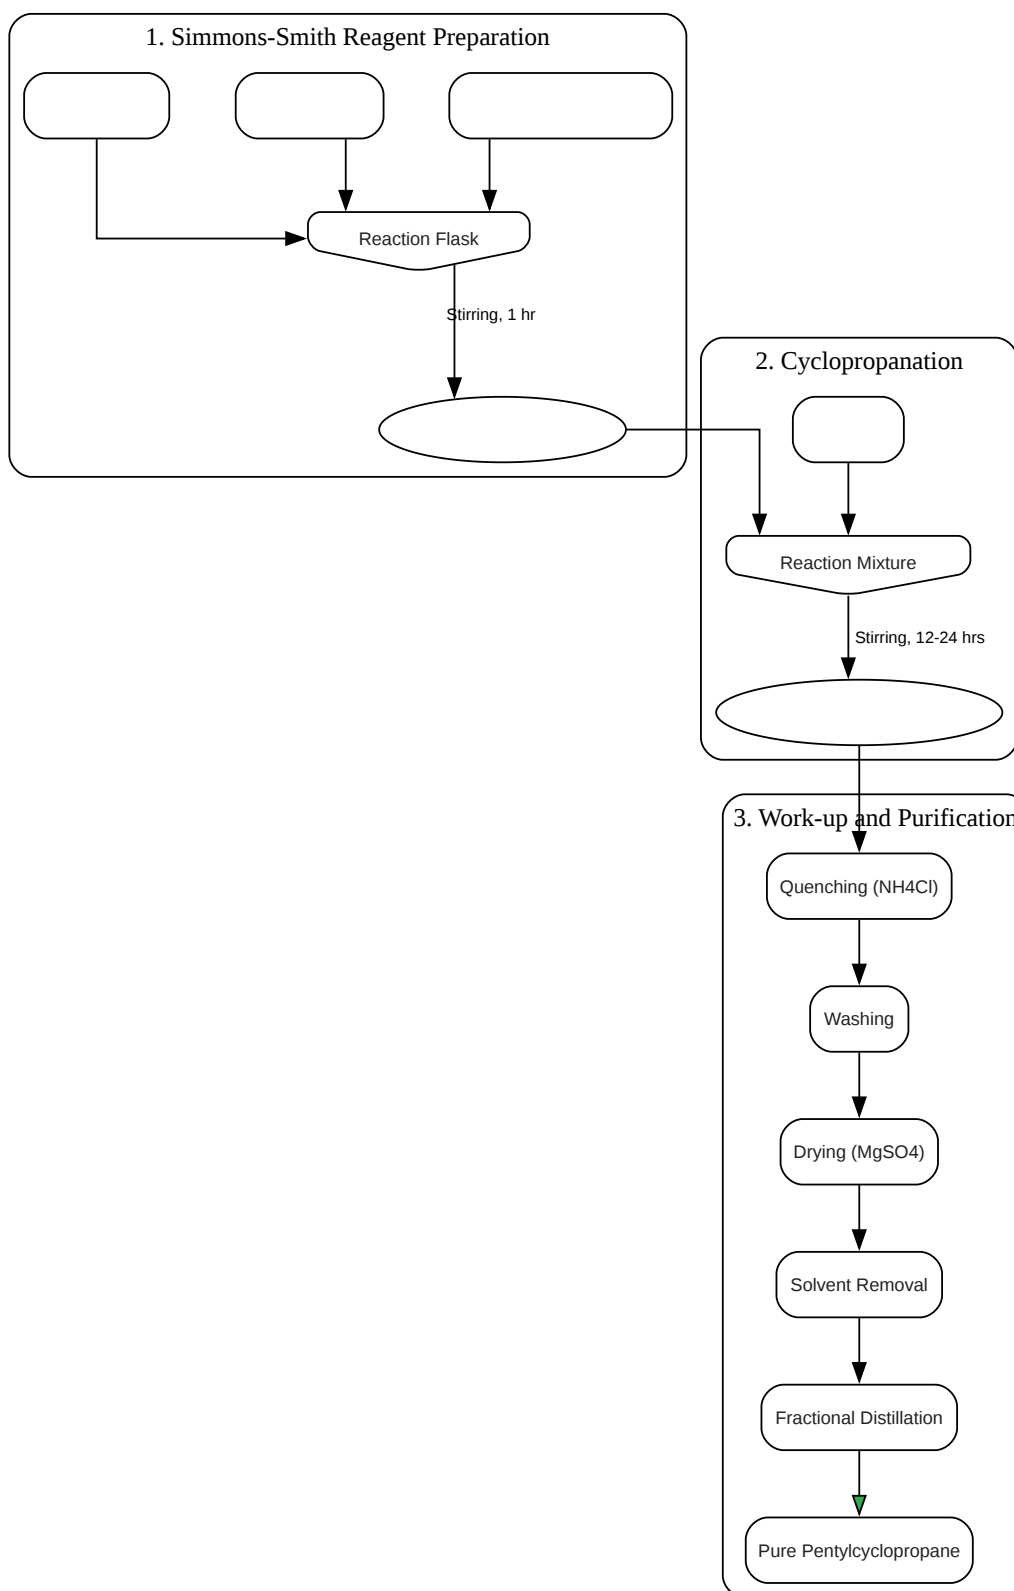 1. Simmons-Smith Reagent Preparation
Reaction Flask
Stirring, 1 hr
2. Cyclopropanation
Reaction Mixture
Stirring, 12-24 hrs
3. Work-up and Purification
Quenching (NH4Cl)
Washing
Drying (MgSO4)
Solvent Removal
Fractional Distillation
Pure Pentylcyclopropane